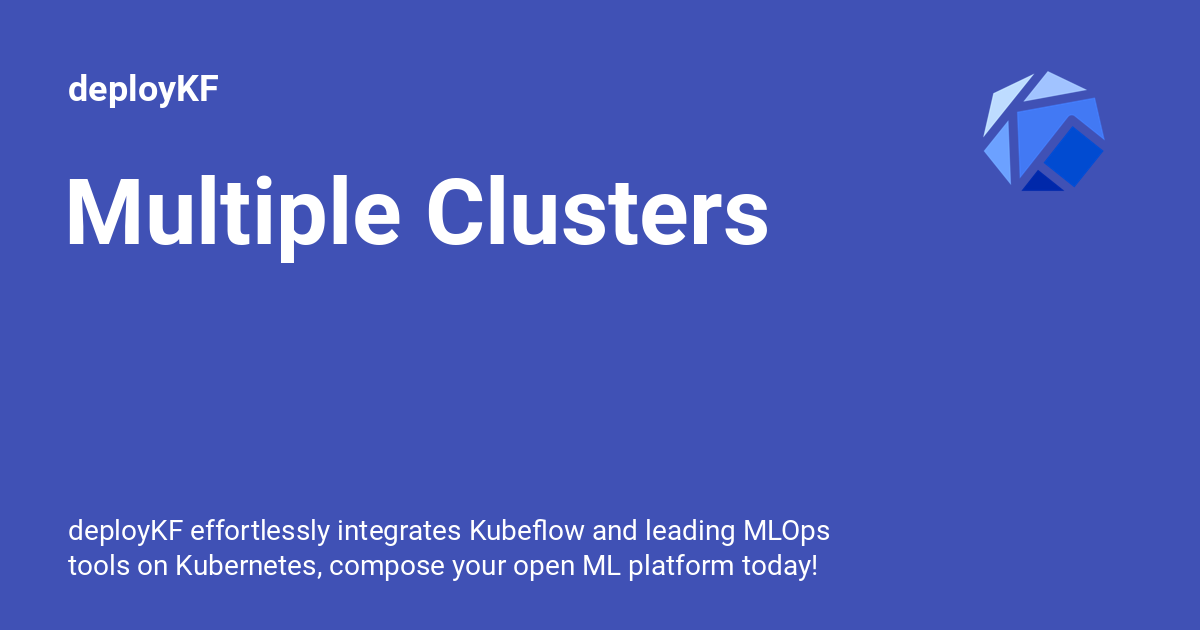 deployKF
Multiple Clusters
deployKF effortlessly integrates Kubeflow and leading MLOps
tools on Kubernetes, compose your open ML platform today!